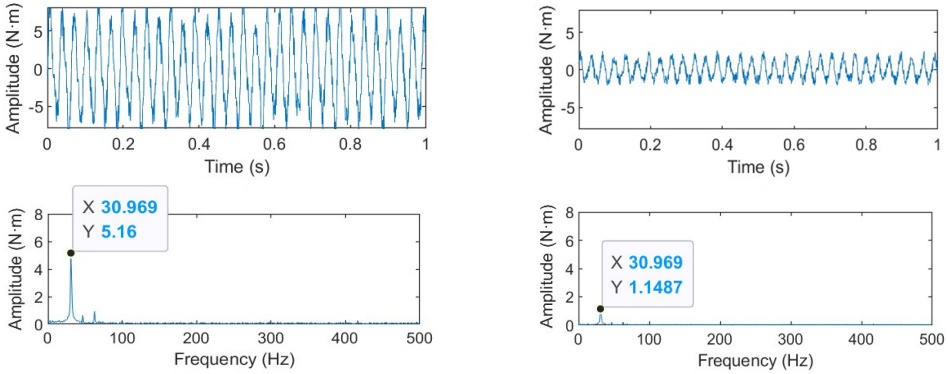 Amplitude (N·m)
5
0
-5
0 0.2 0.4 0.6 0.8 1
Time (s)
Amplitude (N·m)
5
0
-5
0 0.2 0.4 0.6 0.8 1
Time (s)
X 30.969
Y 5.16
Amplitude (N·m)
8
6
4
2
0
0 100 200 300 400 500
Frequency (Hz)
X 30.969
Y 1.1487
Amplitude (N·m)
8
6
4
2
0
0 100 200 300 400 500
Frequency (Hz)